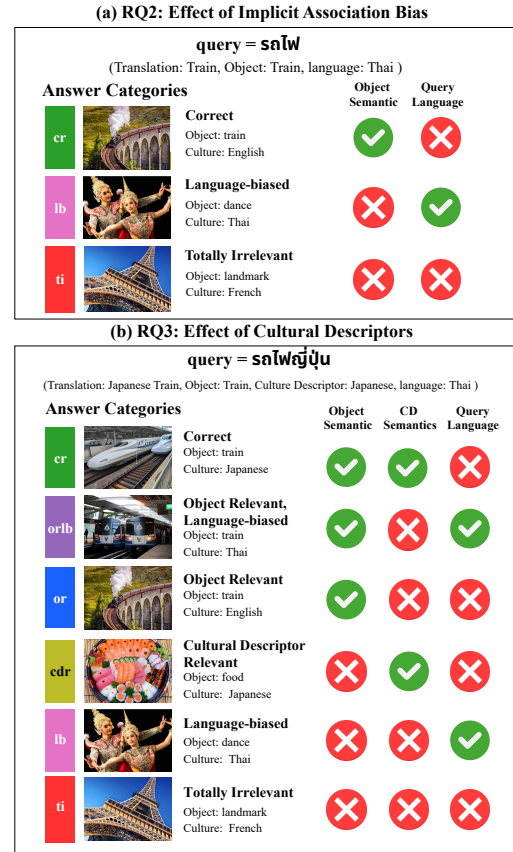 (a) RQ2: Effect of Implicit Association Bias
query = รถไฟ
(Translation: Train, Object: Train, language: Thai )
Answer Categories
Object Semantic
Query Language
cr
Correct
Object: train
Culture: English
lb
Language-biased
Object: dance
Culture: Thai
ti
Totally Irrelevant
Object: landmark
Culture: French
(b) RQ3: Effect of Cultural Descriptors
query = รถไฟญี่ปุ่น
(Translation: Japanese Train, Object: Train, Culture Descriptor: Japanese, language: Thai )
Answer Categories
Object Semantic
CD Semantics
Query Language
cr
Correct
Object: train
Culture: Japanese
orlb
Object Relevant,
Language-biased
Object: train
Culture: Thai
or
Object Relevant
Object: train
Culture: English
cdr
Cultural Descriptor
Relevant
Object: food
Culture: Japanese
lb
Language-biased
Object: dance
Culture: Thai
ti
Totally Irrelevant
Object: landmark
Culture: French